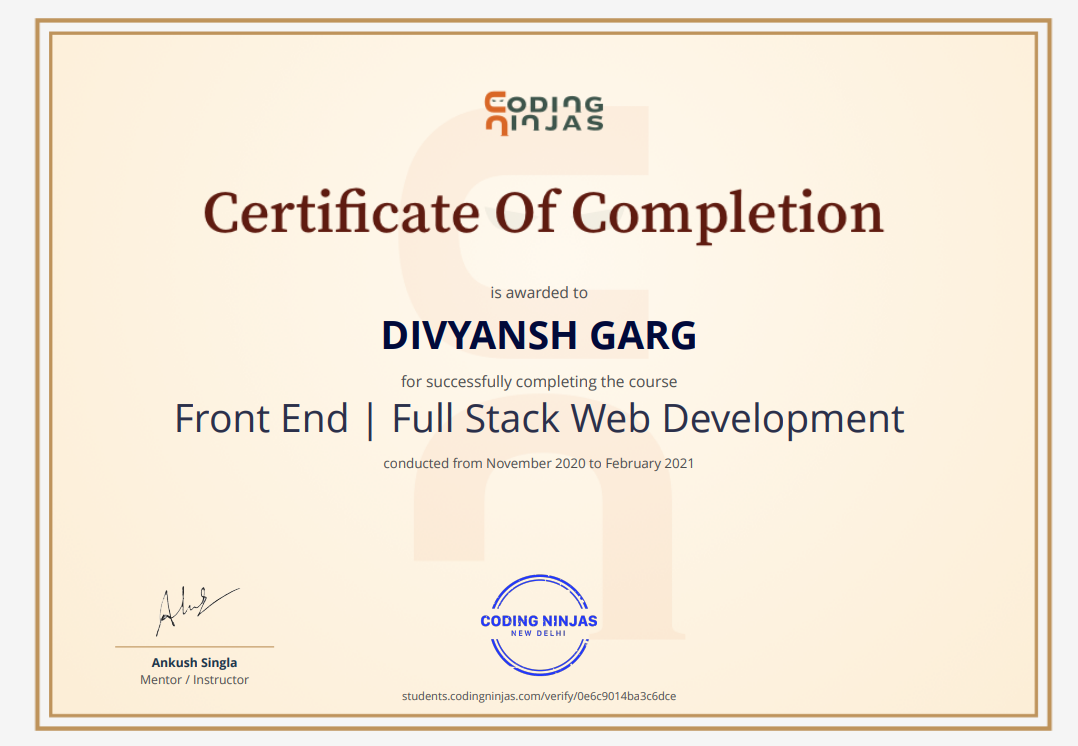 CODING
NINJAS
Certificate Of Completion
is awarded to
DIVYANSH GARG
for successfully completing the course
Front End | Full Stack Web Development
conducted from November 2020 to February 2021
CODING NINJAS
NEW DELHI
Ankush Singla
Mentor / Instructor
students.codingninjas.com/verify/0e6c9014ba3c6dce